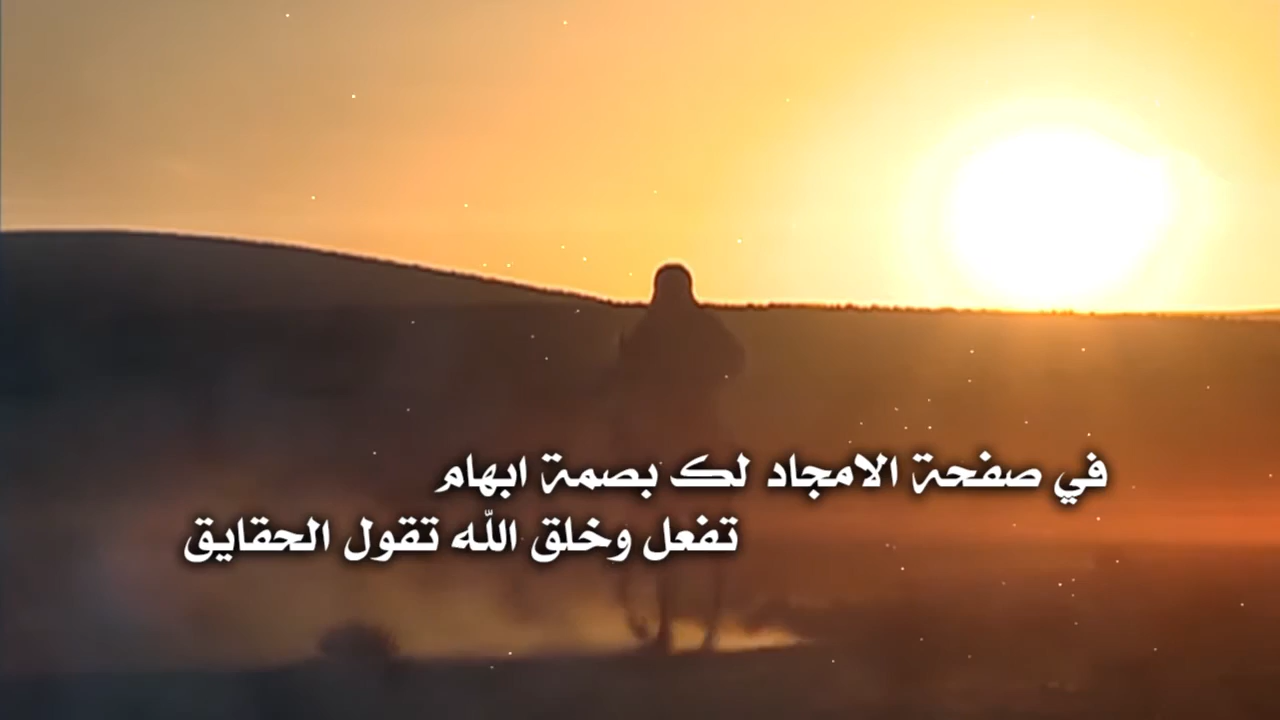 في صفحة الامجاد لك بصمة ابهام
تفعل وخلق الله تقول الحقايق